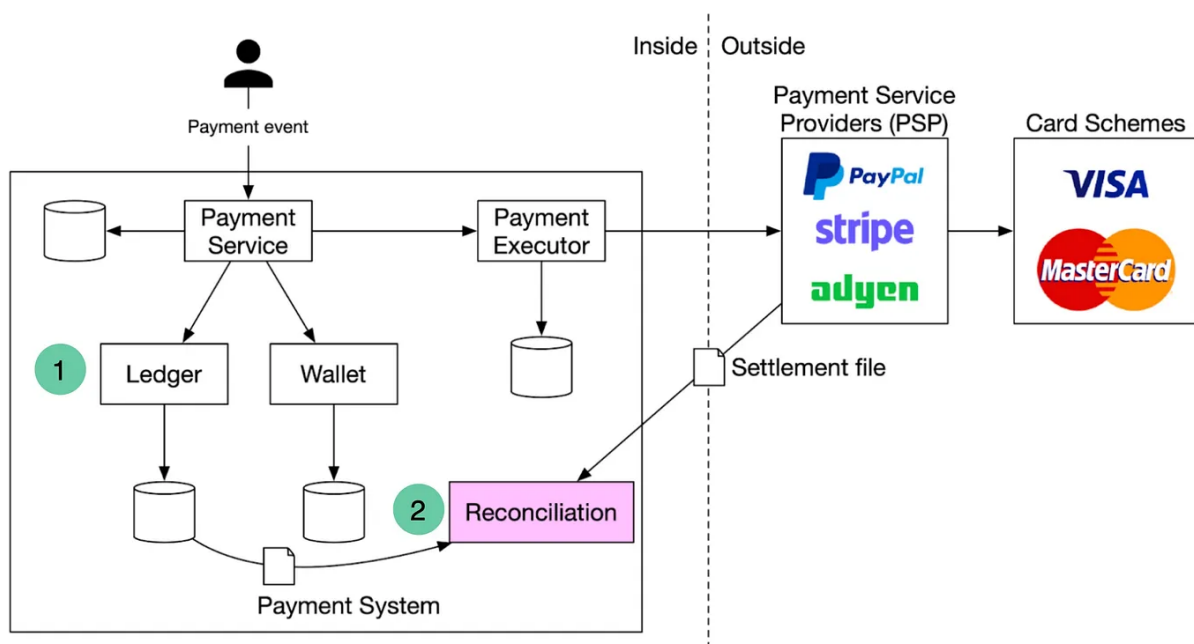 Inside
Outside
Payment event
Payment Service
Providers (PSP)
Card Schemes
PayPal
VISA
Payment
Service
Payment
Executor
stripe
MasterCard
adyen
1
Ledger
Wallet
Settlement file
2
Reconciliation
Payment System